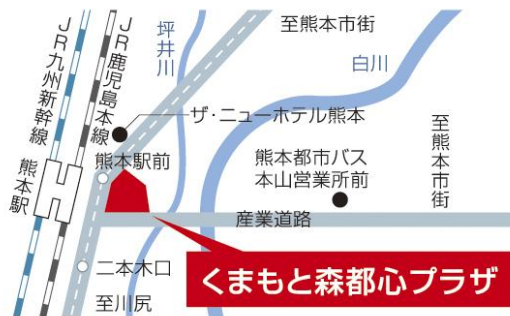 至熊本市街
坪井川
JR鹿児島本線
JR九州新幹線
白川
ザ・ニューホテル熊本
至熊本市街
熊本駅前
熊本都市バス
本山営業所前
熊本駅
産業道路
二本木口
くまもと森都心プラザ
至川尻